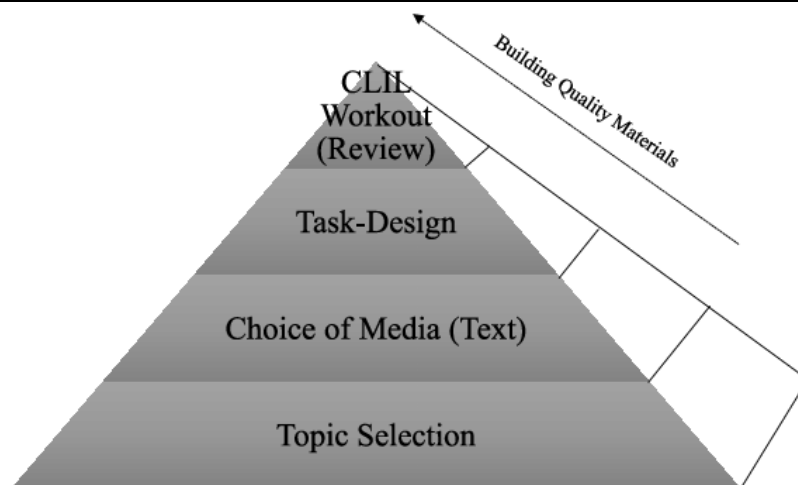 Building Quality Materials
CLIL
Workout
(Review)
Task-Design
Choice of Media (Text)
Topic Selection